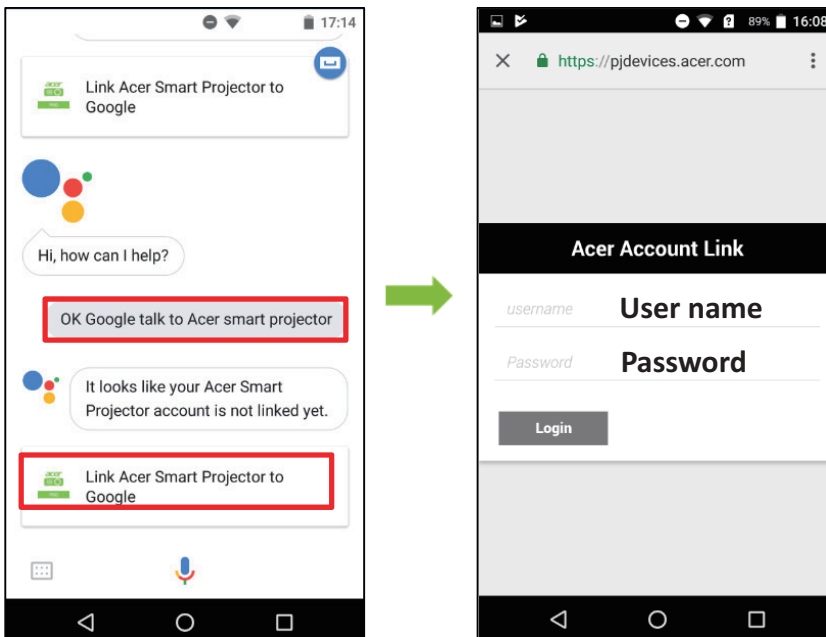 17:14
acer
Link Acer Smart Projector to
Google
Hi, how can I help?
OK Google talk to Acer smart projector
It looks like your Acer Smart
Projector account is not linked yet.
acer
Link Acer Smart Projector to
Google
89% 16:08
https://pjdevices.acer.com
Acer Account Link
username User name
Password Password
Login